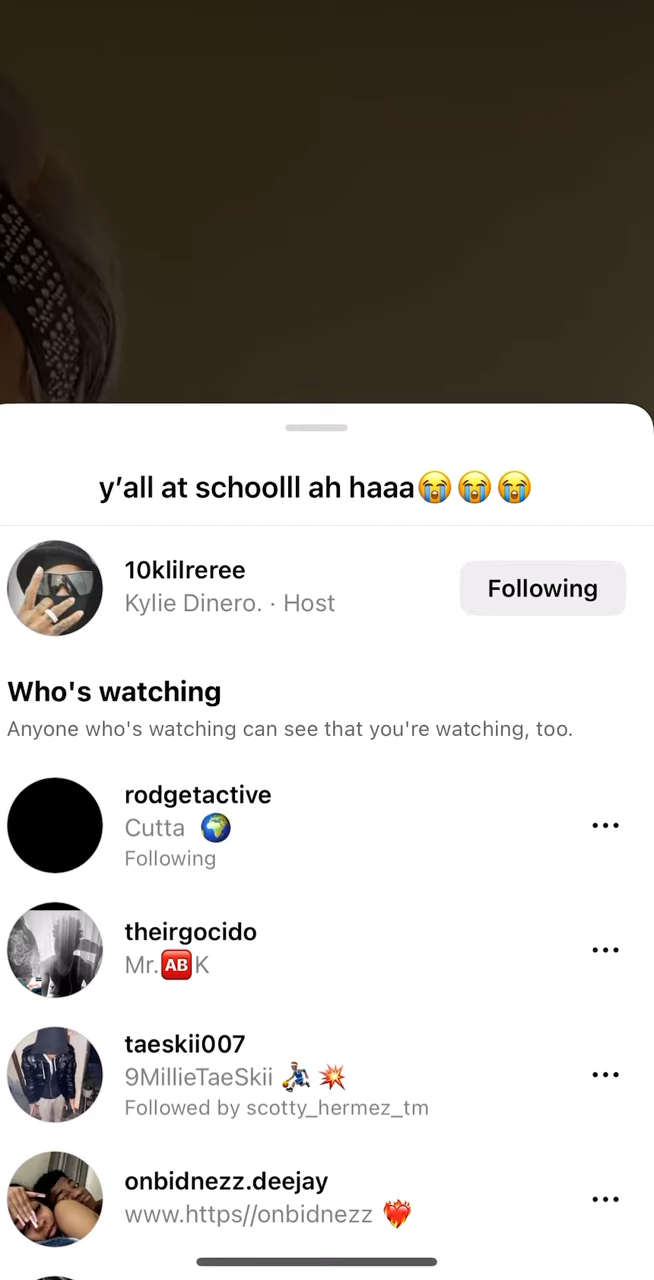 y’all at schoolll ah haaa😭😭😭
10klilreree
Kylie Dinero. · Host
Following
Who's watching
Anyone who's watching can see that you're watching, too.
rodgetactive
Cutta 🌍
Following
theirgocido
Mr.🆎K
taeskii007
9MillieTaeSkii ⛹🏾‍♂️💥
Followed by scotty_hermez_tm
onbidnezz.deejay
www.https//onbidnezz ❤️‍🔥